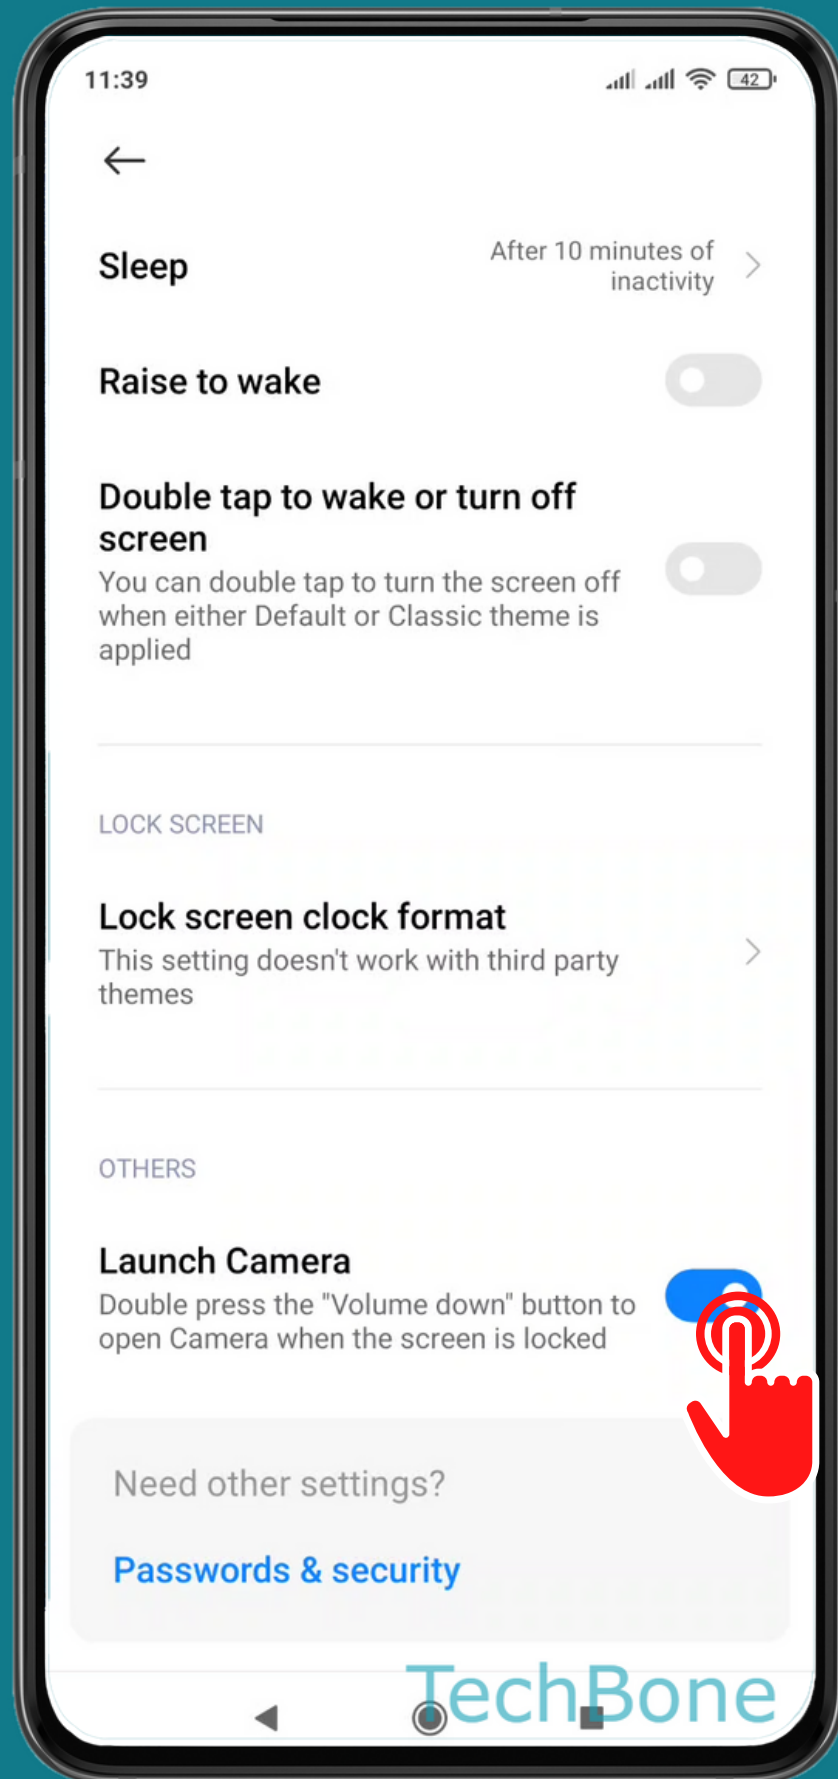 11:39
42
Sleep
After 10 minutes of
inactivity
Raise to wake
Double tap to wake or turn off
screen
You can double tap to turn the screen off
when either Default or Classic theme is
applied
LOCK SCREEN
Lock screen clock format
This setting doesn't work with third party
themes
OTHERS
Launch Camera
Double press the "Volume down" button to
open Camera when the screen is locked
Need other settings?
Passwords & security
TechBone